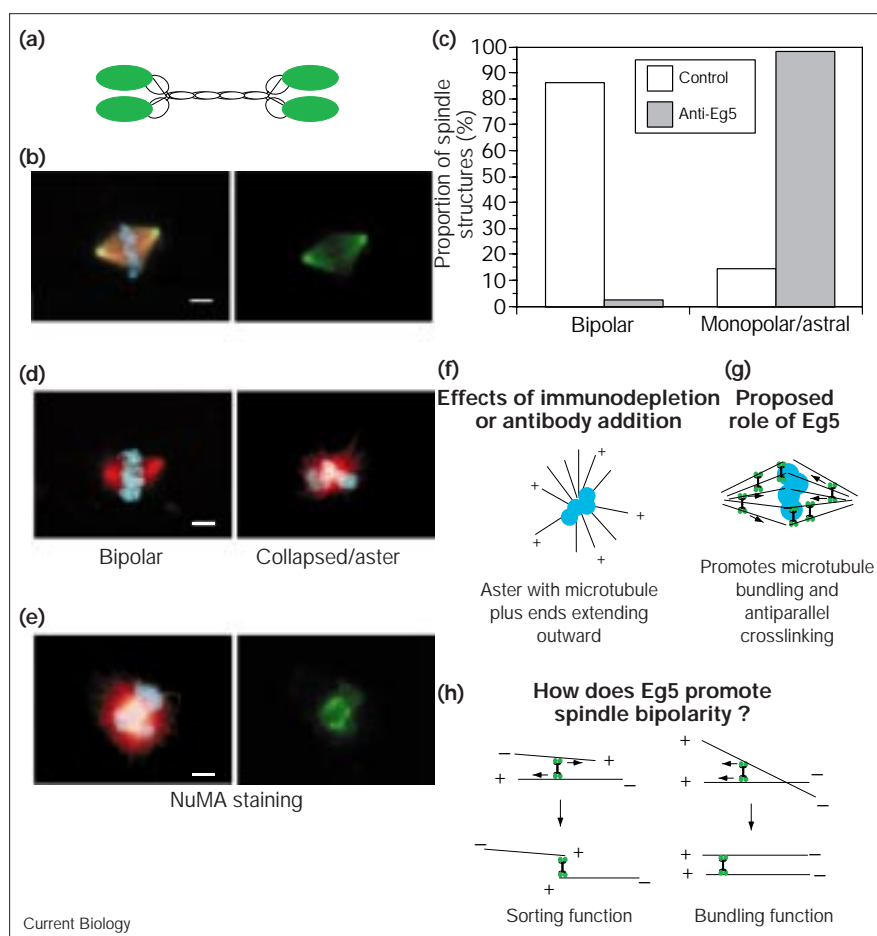 (a)
(b)
(c)
100
90
80
70
60
50
40
30
20
10
0
Proportion of spindle
structures (%)
Control
Anti-Eg5
Bipolar
Monopolar/astral
(d)
Bipolar
Collapsed/aster
(e)
NuMA staining
(f)
Effects of immunodepletion
or antibody addition
+
+
+
+
+
+
Aster with microtubule
plus ends extending
outward
(g)
Proposed
role of Eg5
Promotes microtubule
bundling and
antiparallel
crosslinking
(h)
How does Eg5 promote
spindle bipolarity ?
− +
+ −
− +
+ −
Sorting function
+
+ −
−
+ −
+ −
Bundling function
Current Biology